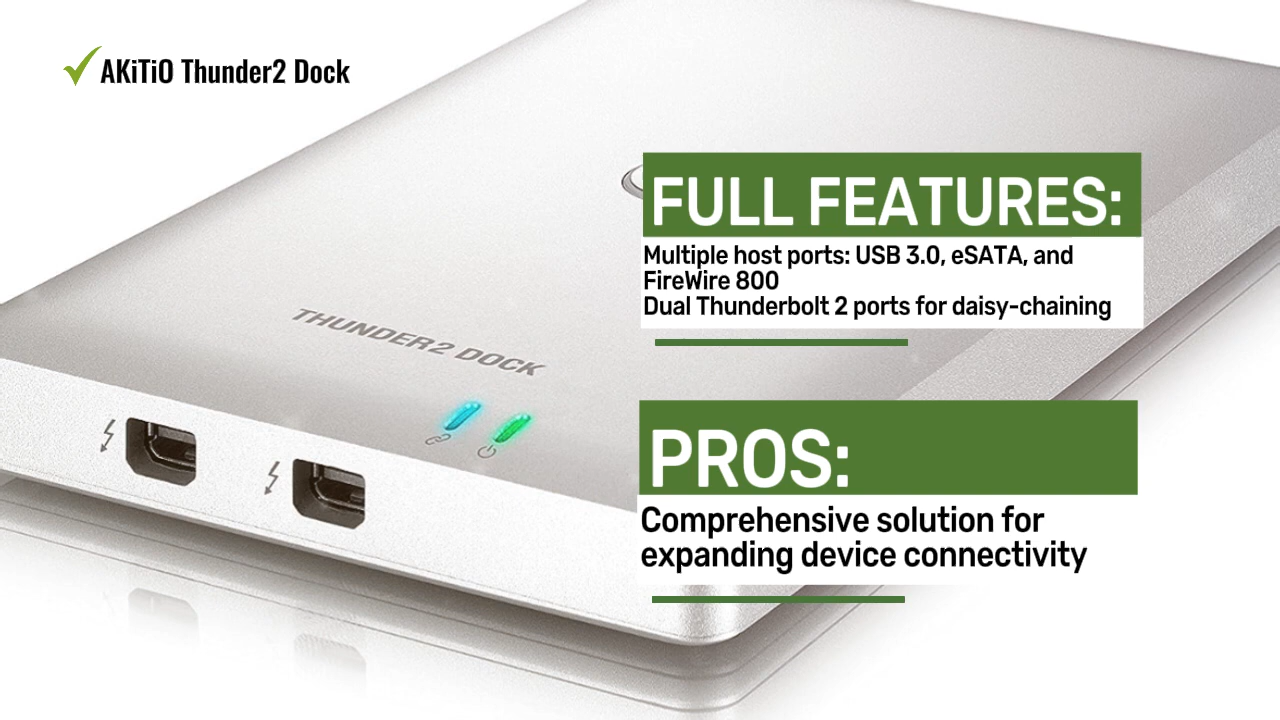 AKiTiO Thunder2 Dock
FULL FEATURES:
Multiple host ports: USB 3.0, eSATA, and
FireWire 800
Dual Thunderbolt 2 ports for daisy-chaining
THUNDER2 DOCK
PROS:
Comprehensive solution for
expanding device connectivity